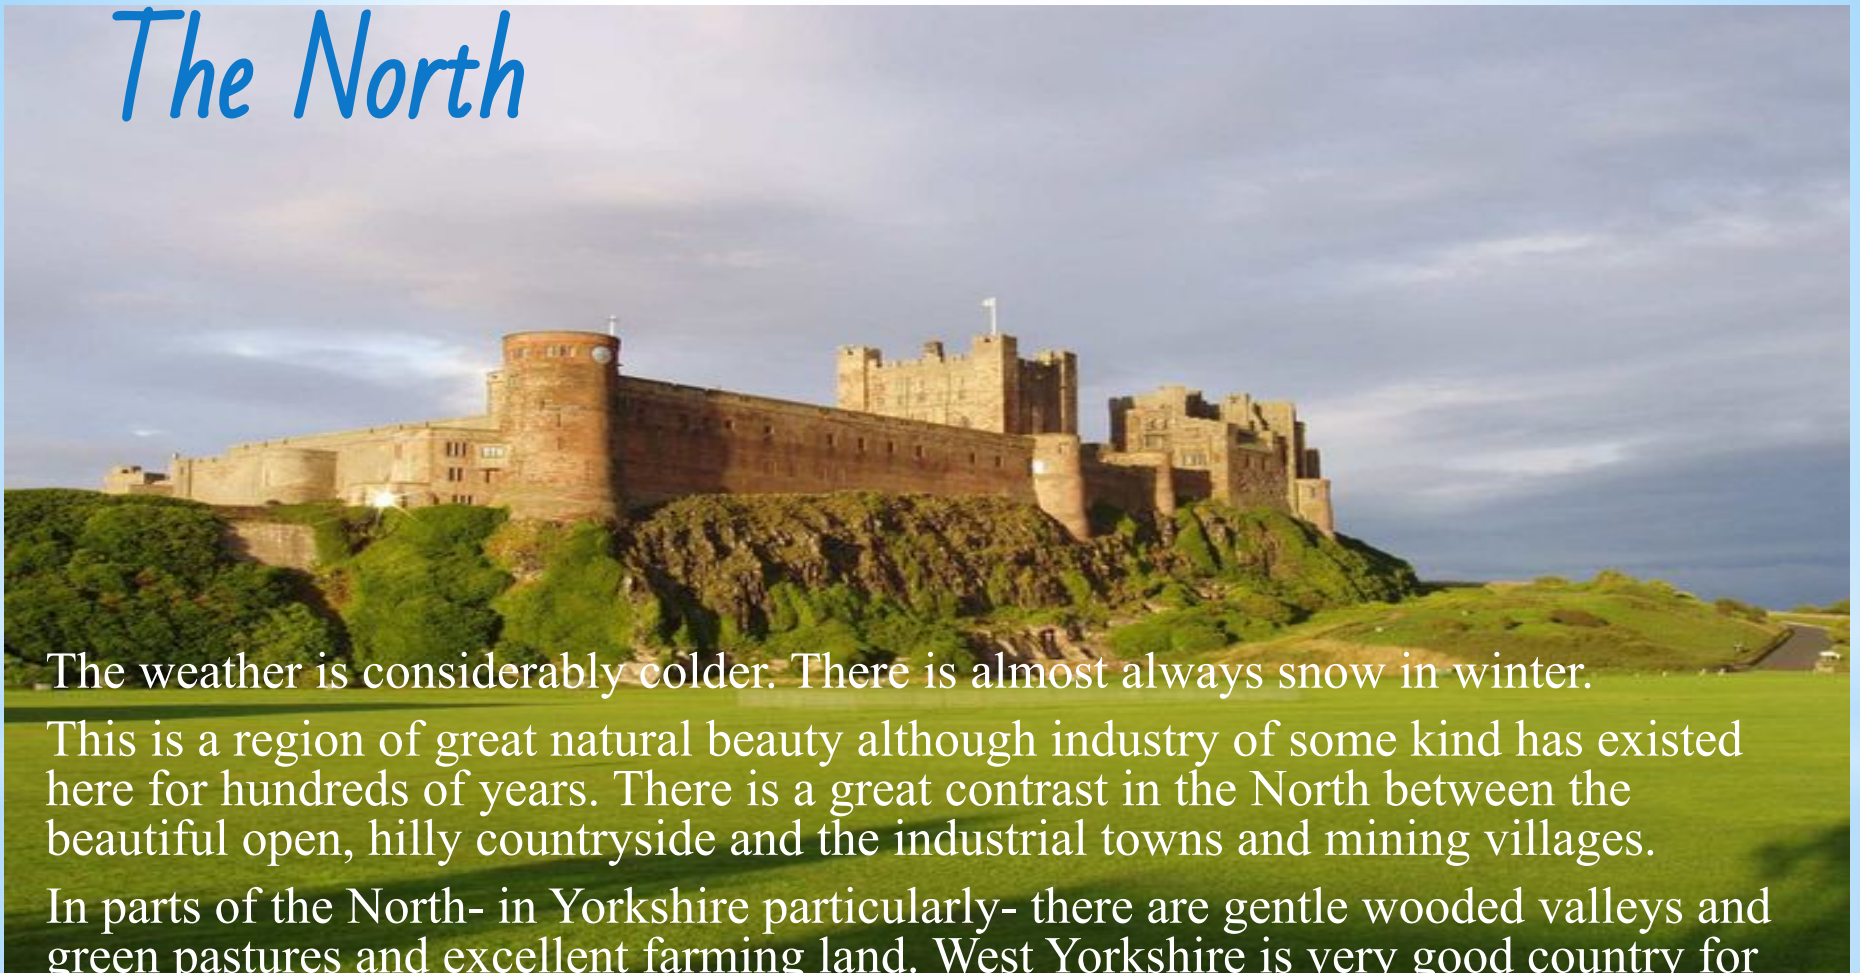 The North
The weather is considerably colder. There is almost always snow in winter.
This is a region of great natural beauty although industry of some kind has existed
here for hundreds of years. There is a great contrast in the North between the
beautiful open, hilly countryside and the industrial towns and mining villages.
In parts of the North- in Yorkshire particularly- there are gentle wooded valleys and
green pastures and excellent farming land. West Yorkshire is very good country for